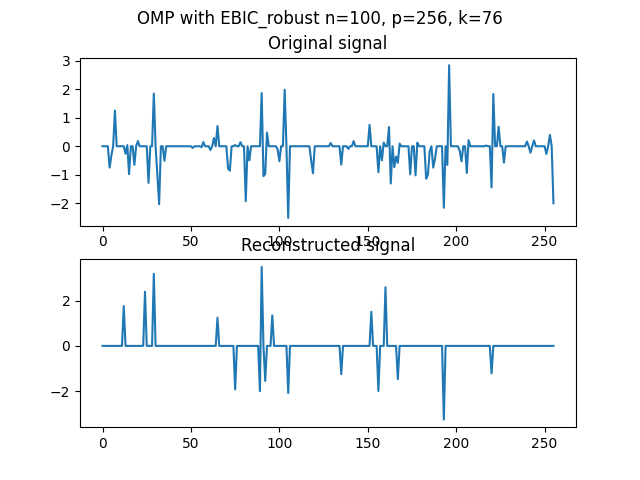 OMP with EBIC_robust n=100, p=256, k=76
Original signal
3
2
1
0
−1
−2
0 50 100 150 200 250
Reconstructed signal
2
0
−2
0 50 100 150 200 250